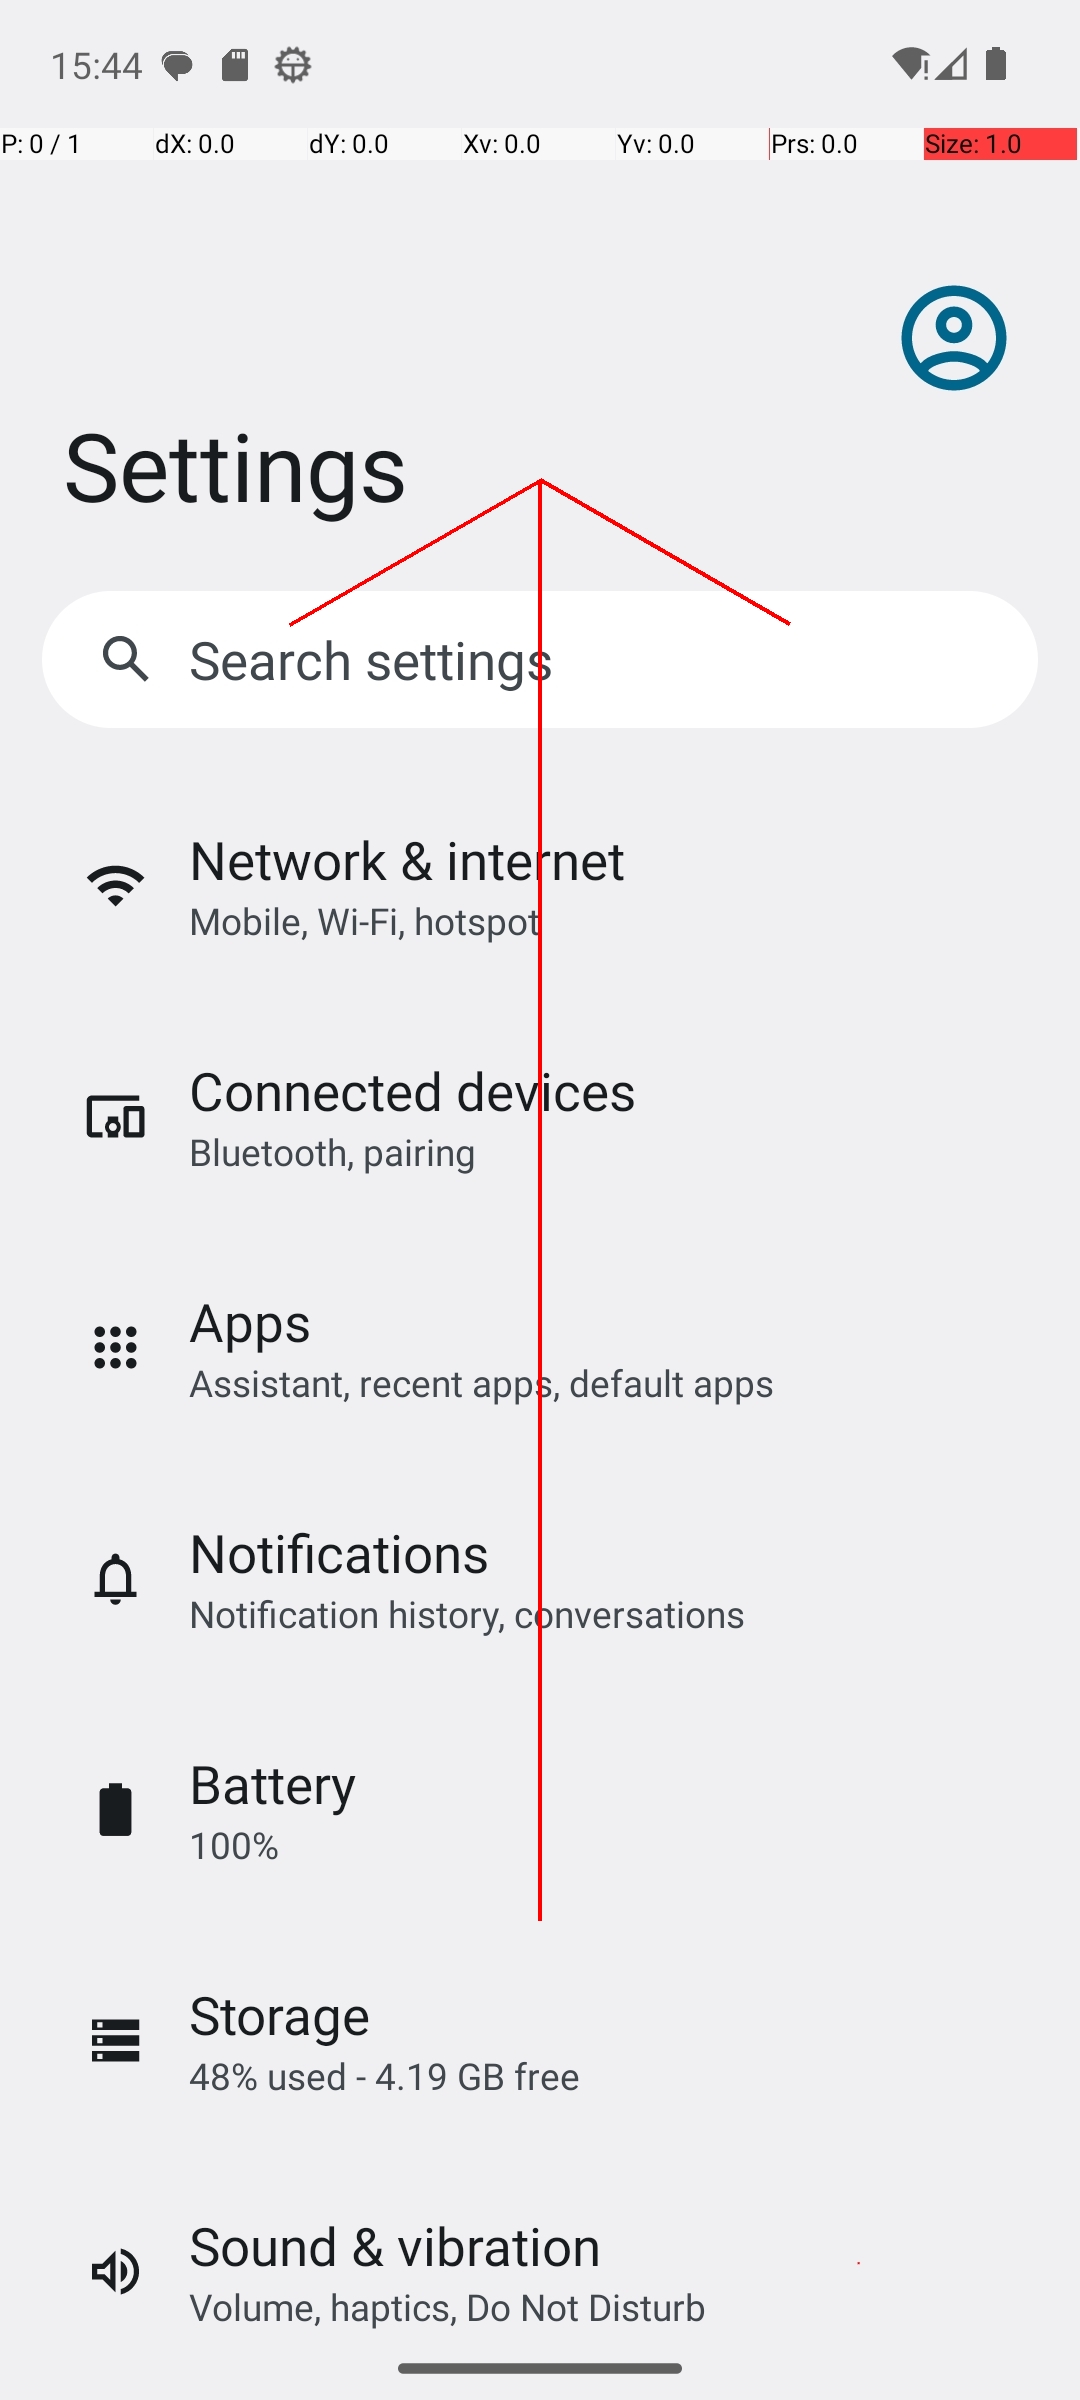 15:44
P: 0 / 1 dX: 0.0 dY: 0.0 Xv: 0.0 Yv: 0.0 Prs: 0.0 Size: 1.0
Settings
Search settings
Network & internet
Mobile, Wi-Fi, hotspot
Connected devices
Bluetooth, pairing
Apps
Assistant, recent apps, default apps
Notifications
Notification history, conversations
Battery
100%
Storage
48% used - 4.19 GB free
Sound & vibration
Volume, haptics, Do Not Disturb